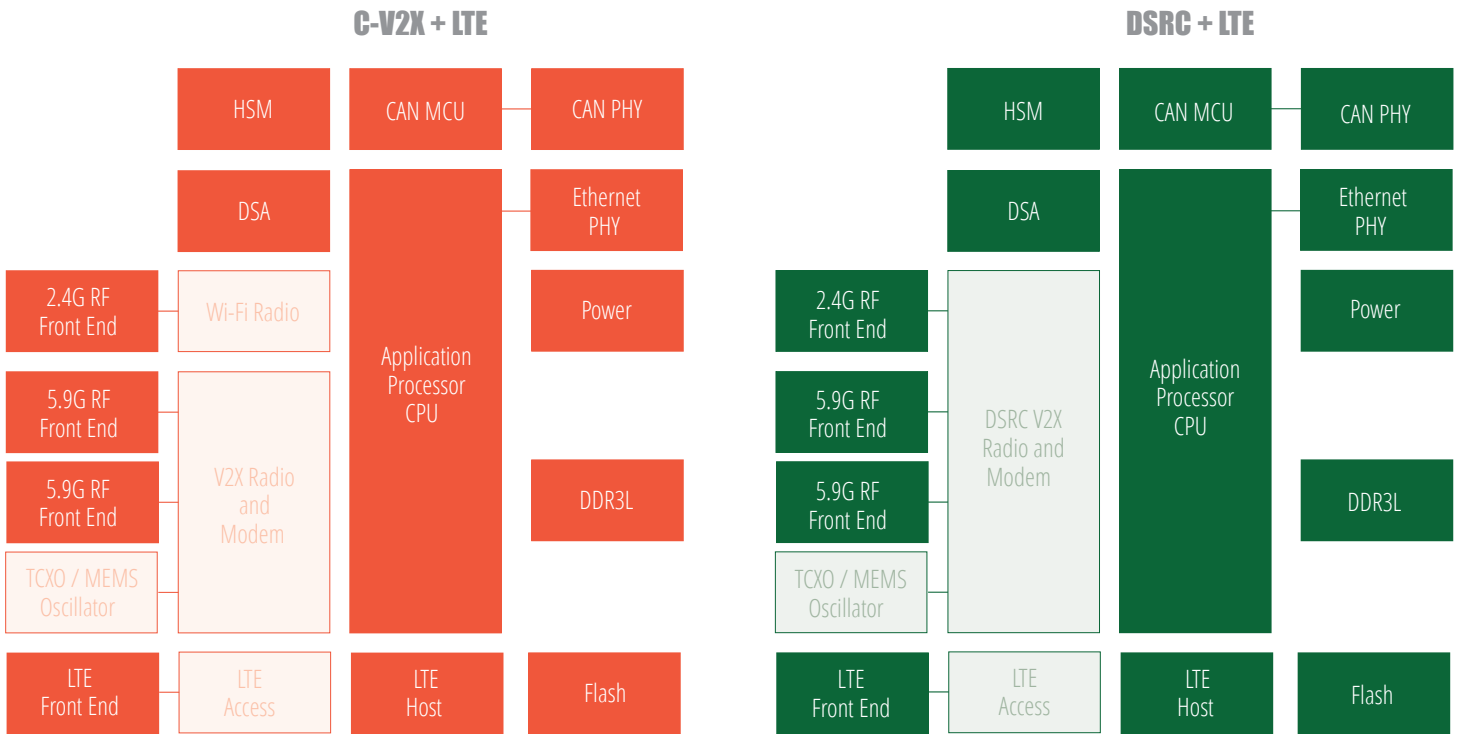 C-V2X + LTE
HSM
CAN MCU
CAN PHY
DSA
Ethernet
PHY
2.4G RF
Front End
Wi-Fi Radio
Application
Processor
CPU
Power
5.9G RF
Front End
V2X Radio
and
Modem
5.9G RF
Front End
DDR3L
TCXO / MEMS
Oscillator
LTE
Front End
LTE
Access
LTE
Host
Flash
DSRC + LTE
HSM
CAN MCU
CAN PHY
DSA
Ethernet
PHY
2.4G RF
Front End
DSRC V2X
Radio and
Modem
Application
Processor
CPU
Power
5.9G RF
Front End
5.9G RF
Front End
DDR3L
TCXO / MEMS
Oscillator
LTE
Front End
LTE
Access
LTE
Host
Flash